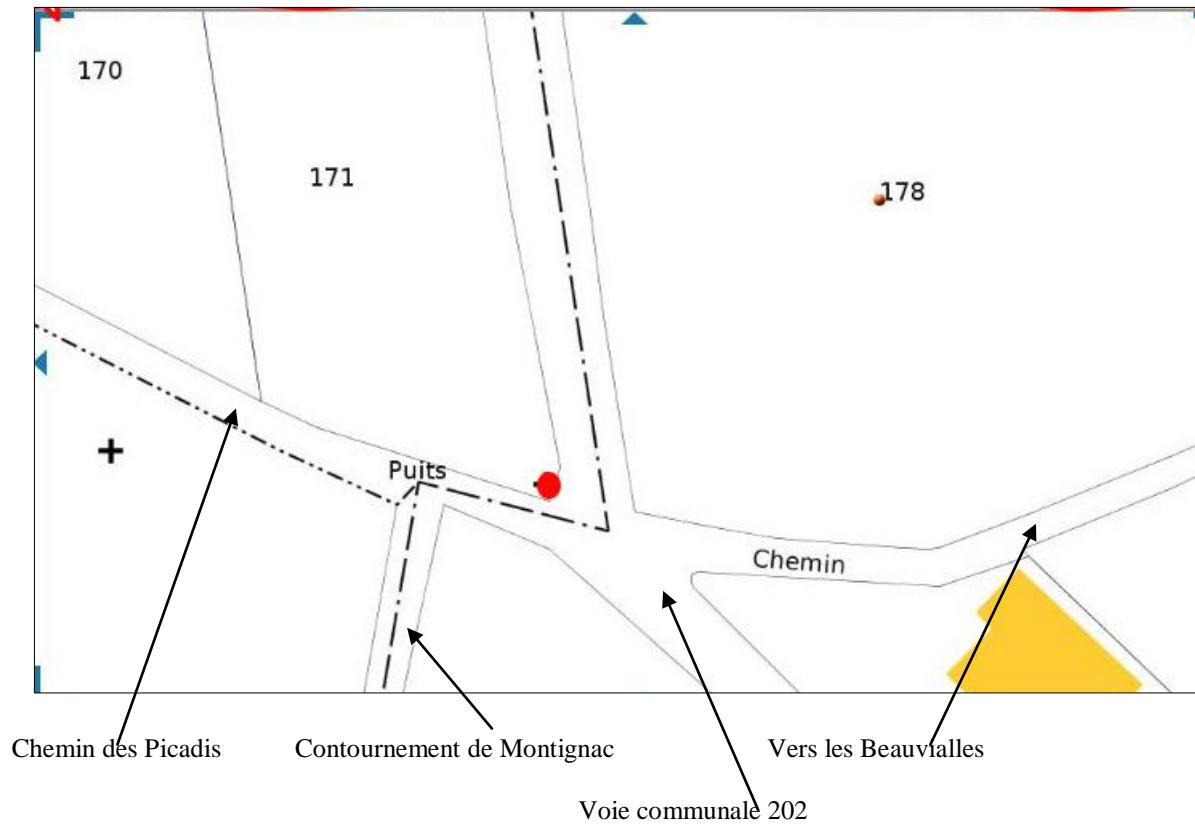 170
171
178
Puits
Chemin
Chemin des Picadis
Contournement de Montignac
Vers les Beauvialles
Voie communale 202